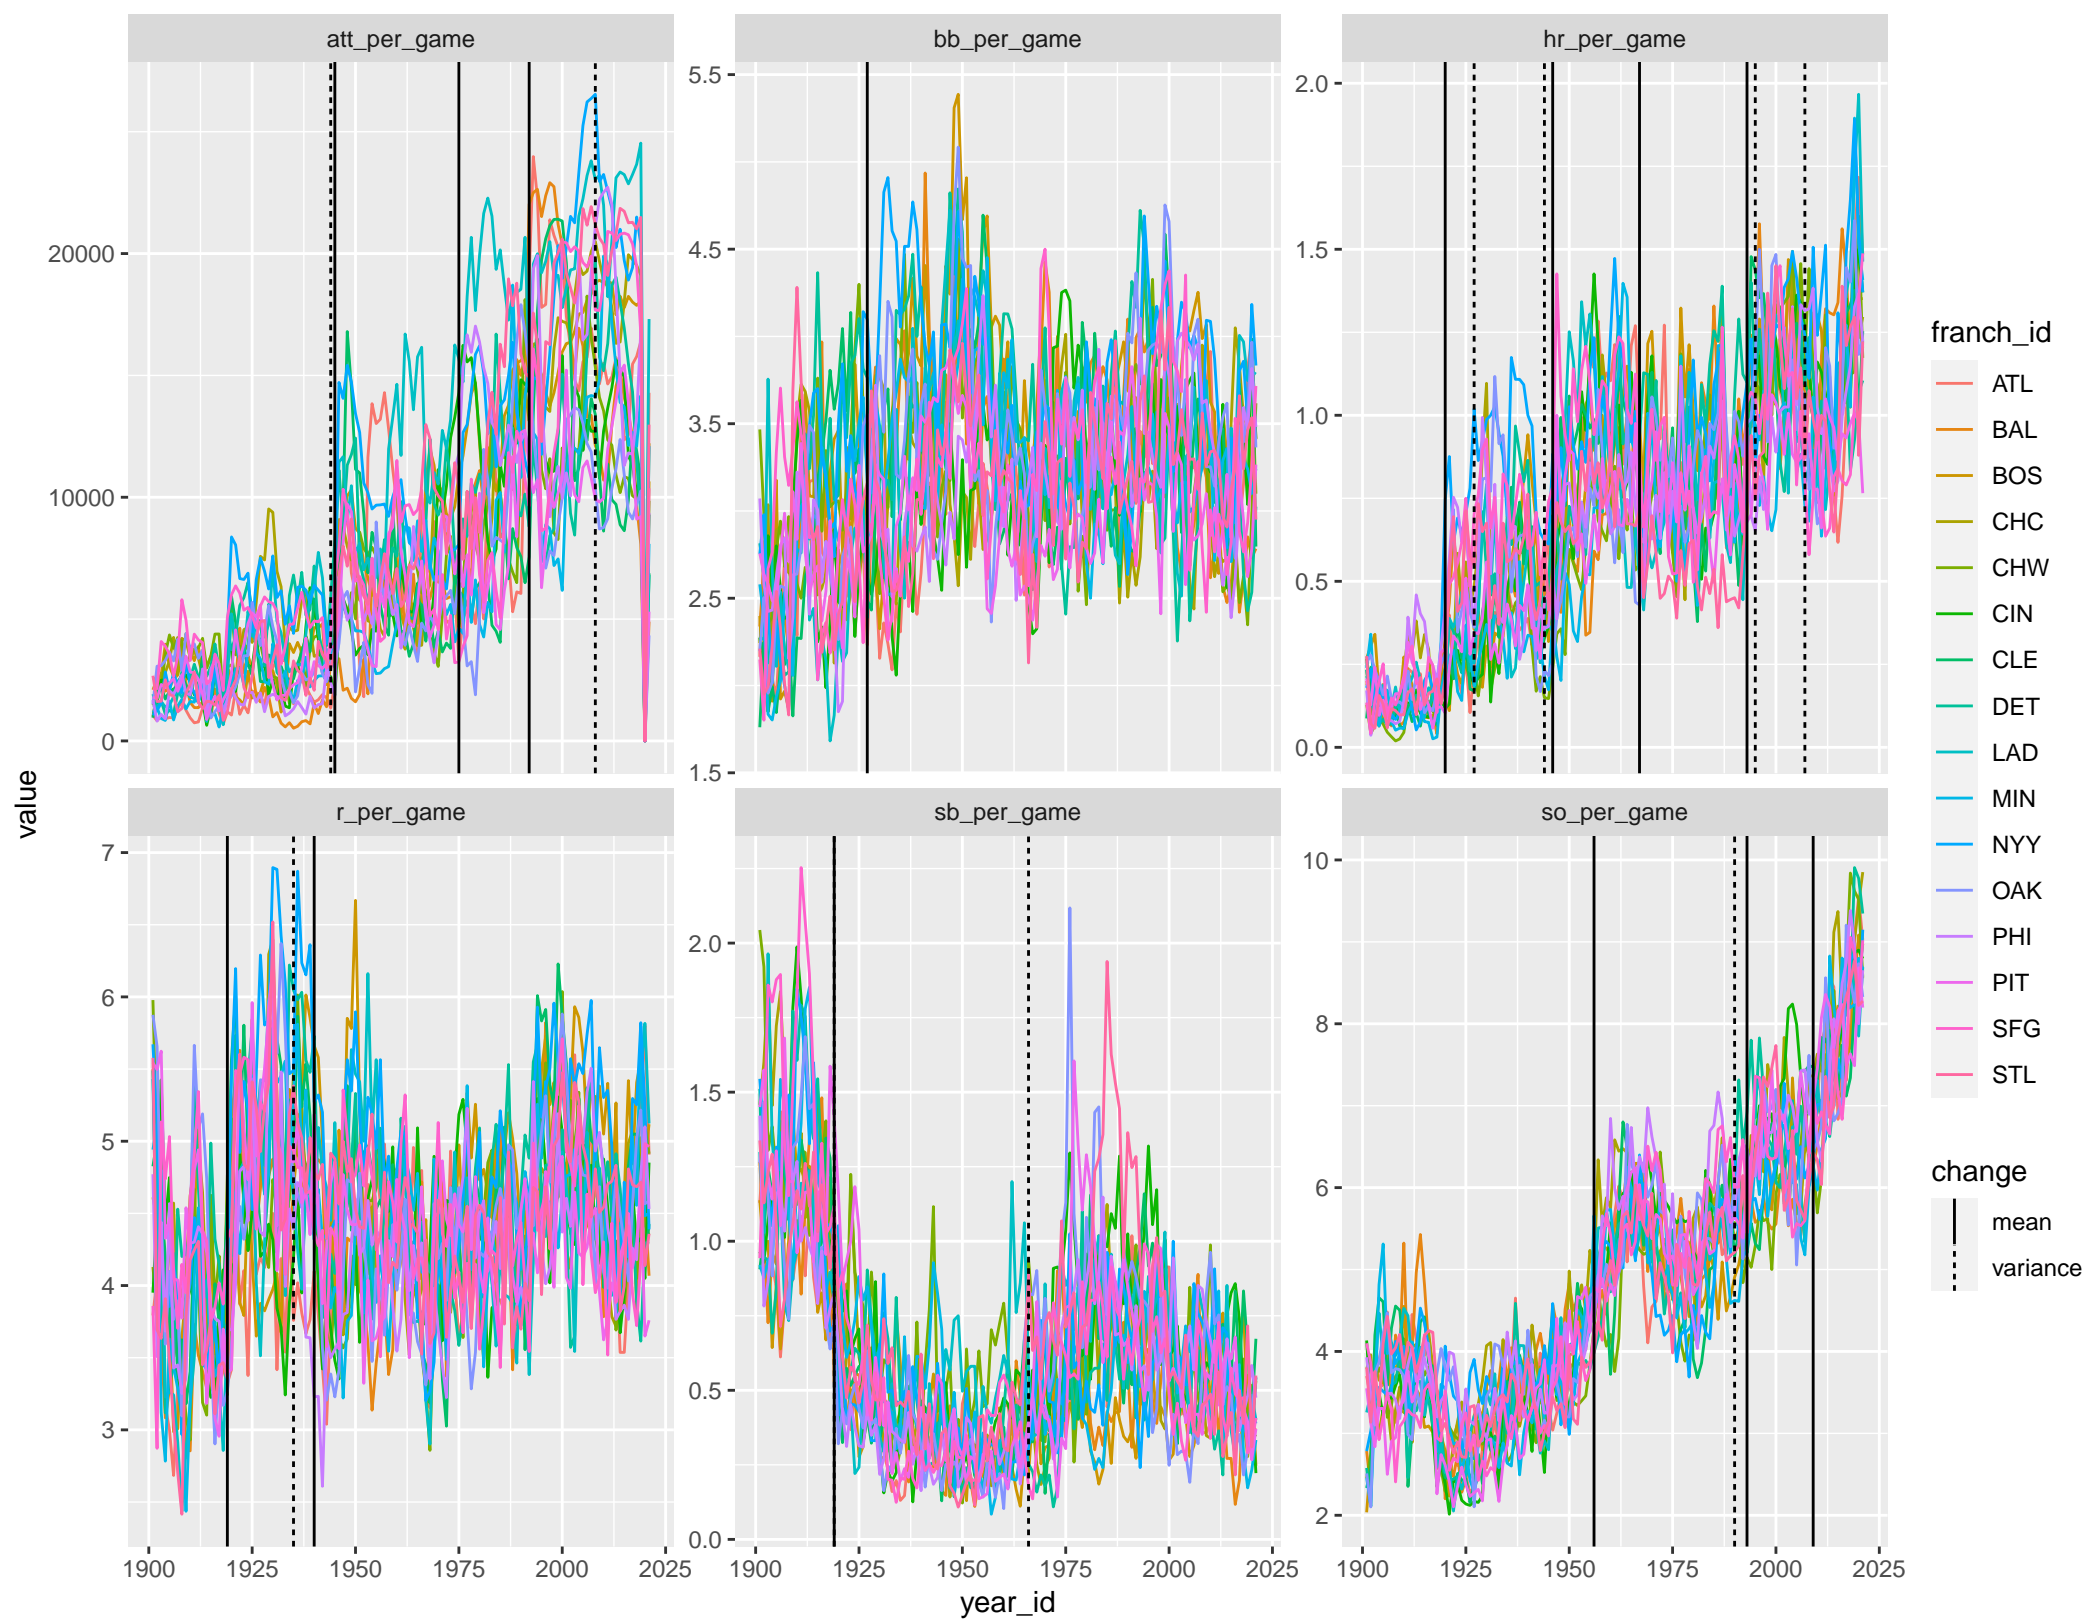 att_per_game
bb_per_game
hr_per_game
20000
10000
0
5.5
4.5
3.5
2.5
1.5
2.0
1.5
1.0
0.5
0.0
value
r_per_game
sb_per_game
so_per_game
7
6
5
4
3
2.0
1.5
1.0
0.5
0.0
10
8
6
4
2
1900 1925 1950 1975 2000 2025
1900 1925 1950 1975 2000 2025
1900 1925 1950 1975 2000 2025
year_id
franch_id
ATL
BAL
BOS
CHC
CHW
CIN
CLE
DET
LAD
MIN
NYY
OAK
PHI
PIT
SFG
STL
change
mean
variance